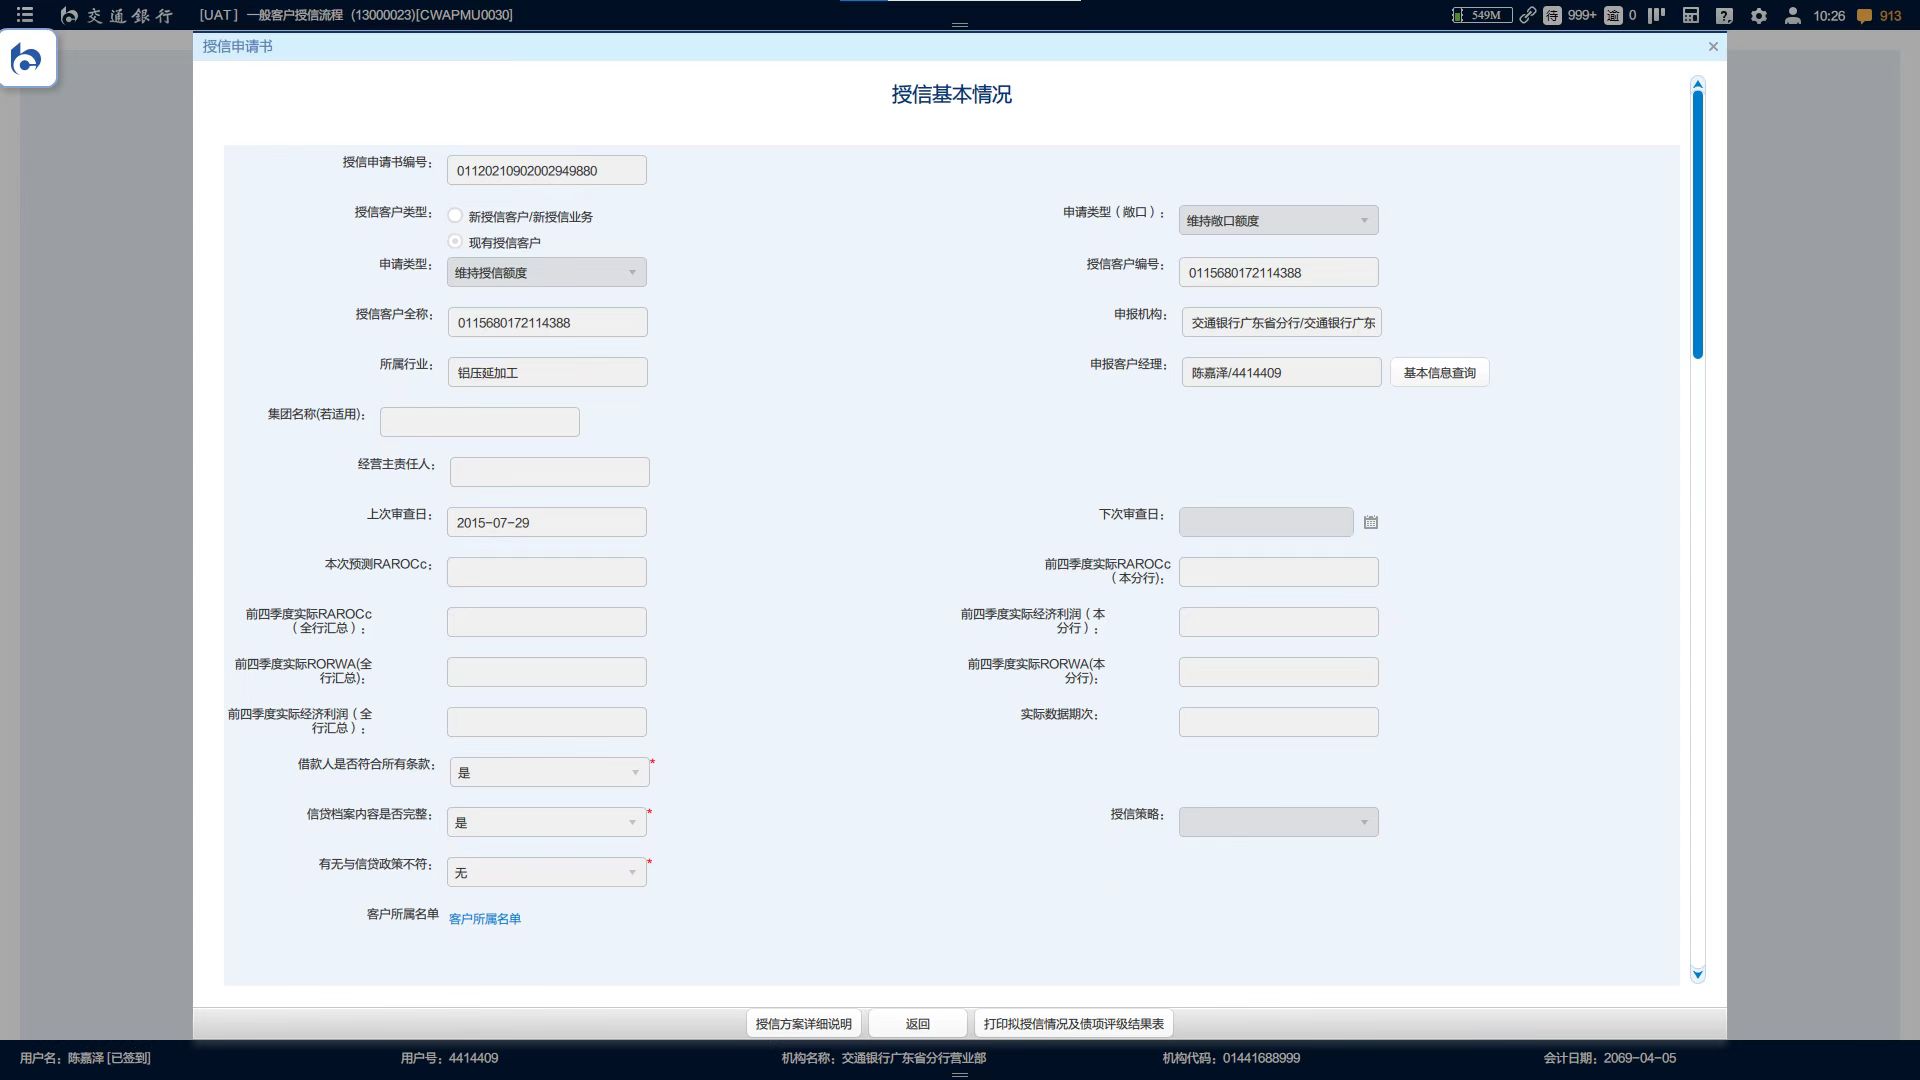 交通银行 [UAT] 一般客户授信流程 (13000023)[CWAPMU0030] 549M 待 999+ 逾 0 10:26 913
授信申请书
授信基本情况
授信申请书编号: 01120210902002949880
授信客户类型: 新授信客户/新授信业务 申请类型（敞口）: 维持敞口额度
现有授信客户
申请类型: 维持授信额度 授信客户编号: 0115680172114388
授信客户全称: 0115680172114388 申报机构: 交通银行广东省分行/交通银行广东
所属行业: 铝压延加工 申报客户经理: 陈嘉泽/4414409 基本信息查询
集团名称(若适用):
经营主责任人:
上次审查日: 2015-07-29 下次审查日:
本次预测RAROCc: 前四季度实际RAROCc
（本分行):
前四季度实际RAROCc 前四季度实际经济利润（本
（全行汇总）: 分行）:
前四季度实际RORWA(全 前四季度实际RORWA(本
行汇总): 分行):
前四季度实际经济利润（全 实际数据期次:
行汇总）:
借款人是否符合所有条款: 是 *
信贷档案内容是否完整: 是 * 授信策略:
有无与信贷政策不符: 无 *
客户所属名单 客户所属名单
授信方案详细说明 返回 打印拟授信情况及债项评级结果表
用户名: 陈嘉泽 [已签到] 用户号: 4414409 机构名称: 交通银行广东省分行营业部 机构代码: 01441688999 会计日期: 2069-04-05